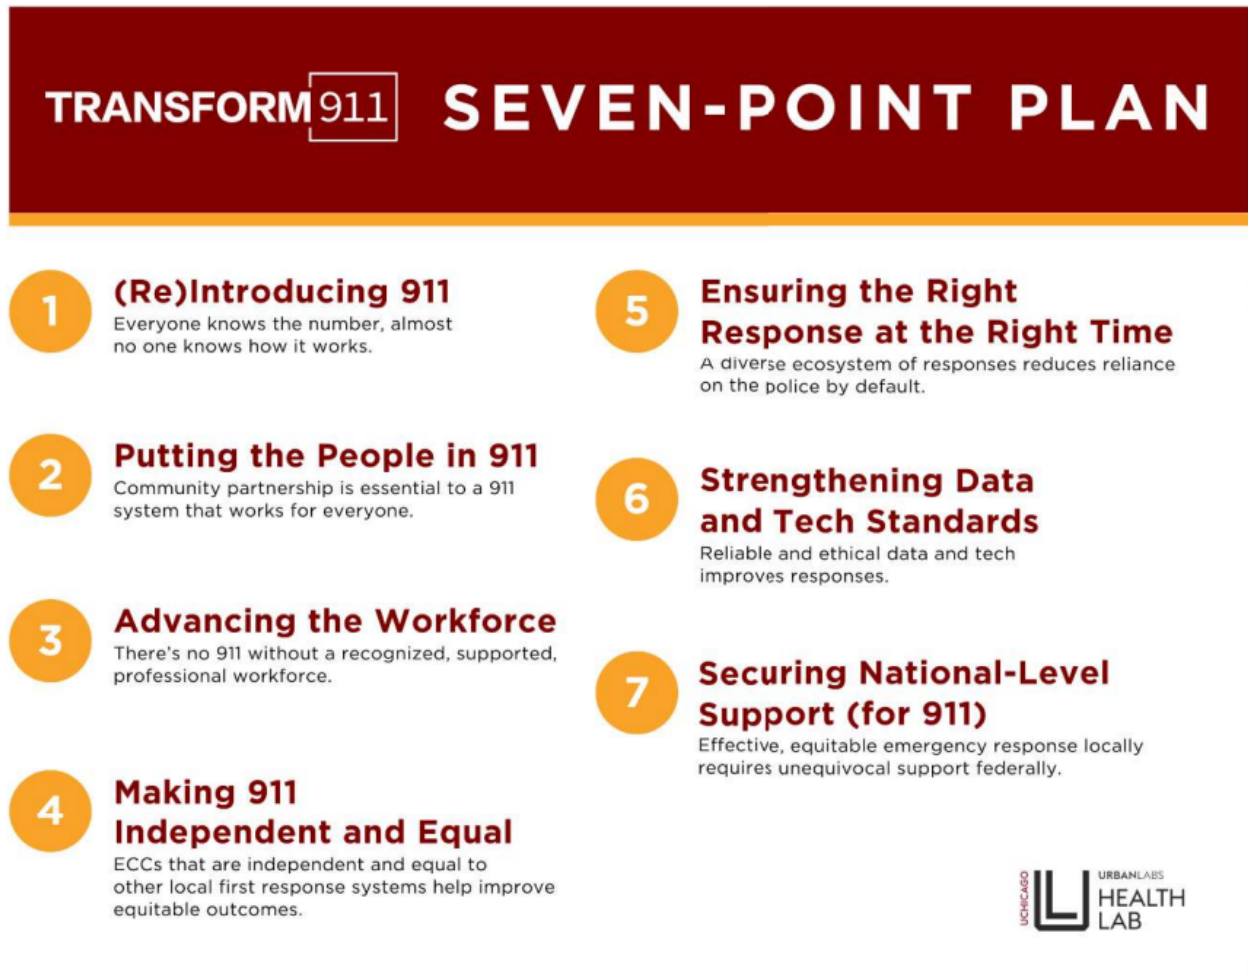 TRANSFORM 911 SEVEN-POINT PLAN
1
(Re)Introducing 911
Everyone knows the number, almost
no one knows how it works.
2
Putting the People in 911
Community partnership is essential to a 911
system that works for everyone.
3
Advancing the Workforce
There's no 911 without a recognized, supported,
professional workforce.
4
Making 911
Independent and Equal
ECCs that are independent and equal to
other local first response systems help improve
equitable outcomes.
5
Ensuring the Right
Response at the Right Time
A diverse ecosystem of responses reduces reliance
on the police by default.
6
Strengthening Data
and Tech Standards
Reliable and ethical data and tech
improves responses.
7
Securing National-Level
Support (for 911)
Effective, equitable emergency response locally
requires unequivocal support federally.
UCHICAGO
URBANLABS
HEALTH
LAB